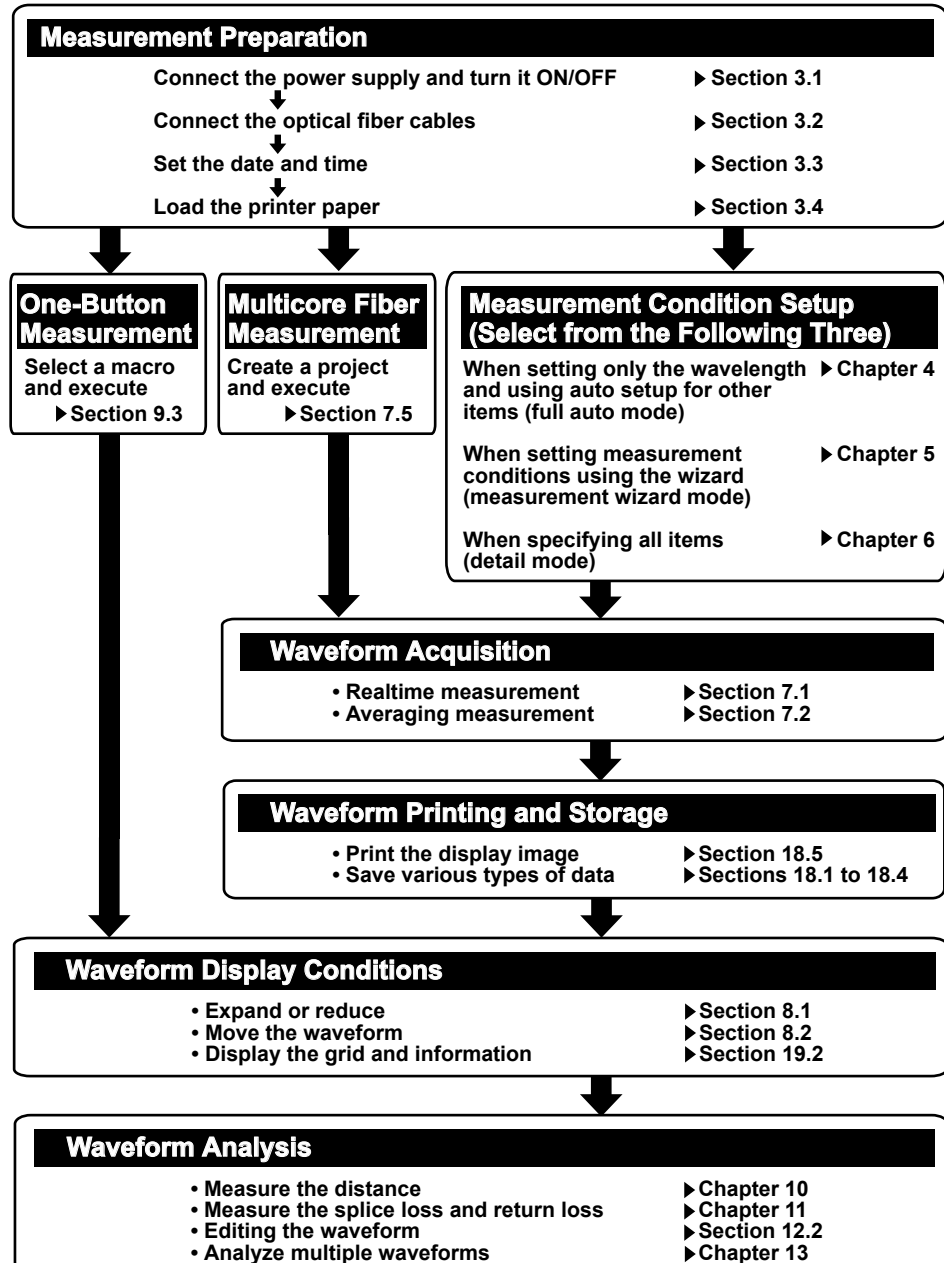 Measurement Preparation
Connect the power supply and turn it ON/OFF ▶ Section 3.1
Connect the optical fiber cables ▶ Section 3.2
Set the date and time ▶ Section 3.3
Load the printer paper ▶ Section 3.4
One-Button
Measurement
Select a macro
and execute
▶ Section 9.3
Multicore Fiber
Measurement
Create a project
and execute
▶ Section 7.5
Measurement Condition Setup
(Select from the Following Three)
When setting only the wavelength ▶ Chapter 4
and using auto setup for other
items (full auto mode)
When setting measurement ▶ Chapter 5
conditions using the wizard
(measurement wizard mode)
When specifying all items ▶ Chapter 6
(detail mode)
Waveform Acquisition
• Realtime measurement ▶ Section 7.1
• Averaging measurement ▶ Section 7.2
Waveform Printing and Storage
• Print the display image ▶ Section 18.5
• Save various types of data ▶ Sections 18.1 to 18.4
Waveform Display Conditions
• Expand or reduce ▶ Section 8.1
• Move the waveform ▶ Section 8.2
• Display the grid and information ▶ Section 19.2
Waveform Analysis
• Measure the distance ▶ Chapter 10
• Measure the splice loss and return loss ▶ Chapter 11
• Editing the waveform ▶ Section 12.2
• Analyze multiple waveforms ▶ Chapter 13